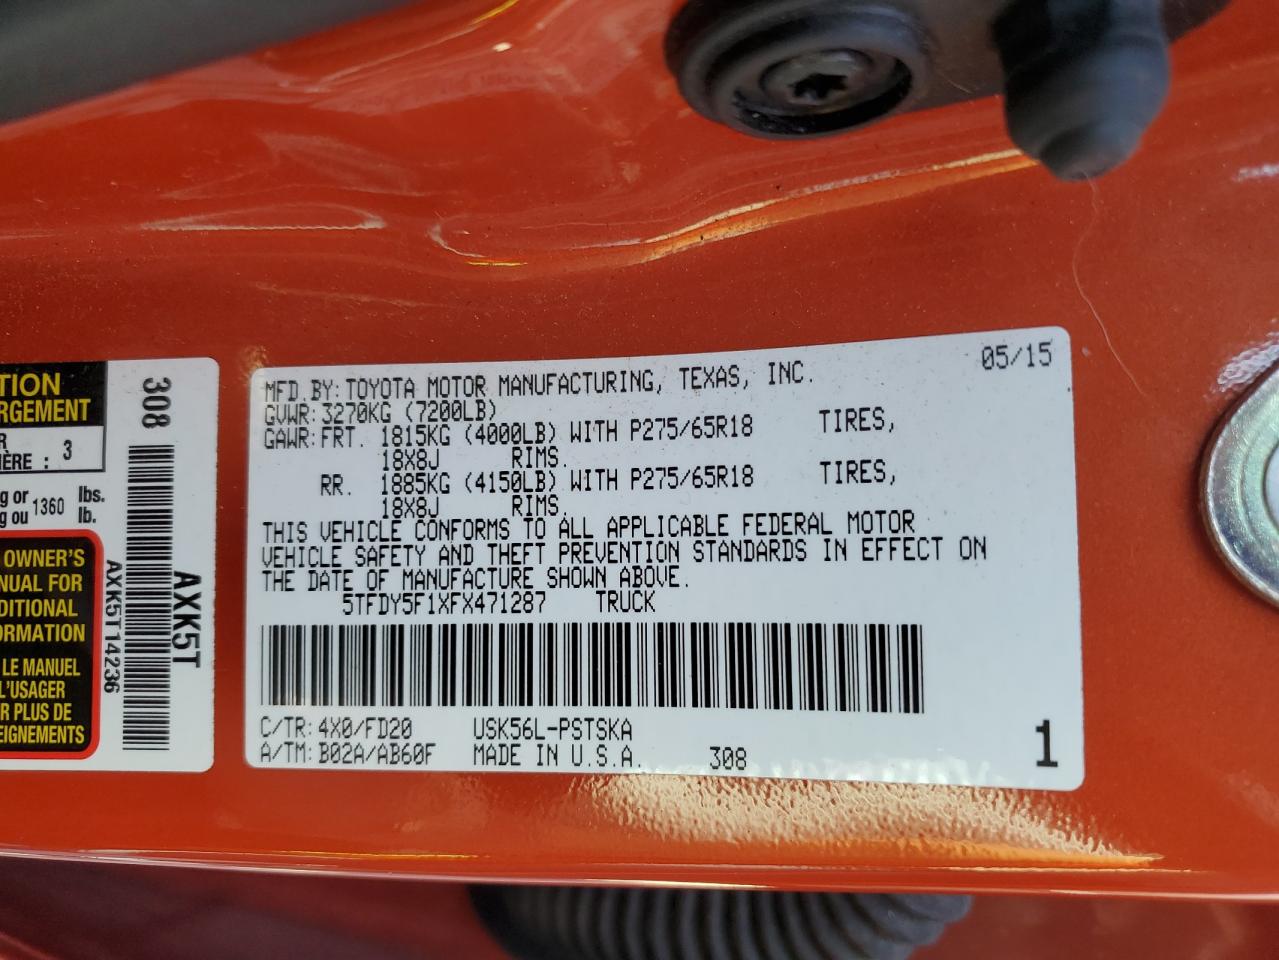 TION
RGEMENT
R
IÈRE : 3
g or 1360 lbs.
g ou lb.
OWNER'S
NUAL FOR
DITIONAL
ORMATION
LE MANUEL
L'USAGER
R PLUS DE
EIGNEMENTS
308
AXK5T14236
AXK5T
05/15
MFD.BY:TOYOTA MOTOR MANUFACTURING, TEXAS, INC.
GVWR:3270KG (7200LB)
GAWR:FRT. 1815KG (4000LB) WITH P275/65R18 TIRES,
18X8J RIMS.
RR. 1885KG (4150LB) WITH P275/65R18 TIRES,
18X8J RIMS.
THIS VEHICLE CONFORMS TO ALL APPLICABLE FEDERAL MOTOR
VEHICLE SAFETY AND THEFT PREVENTION STANDARDS IN EFFECT ON
THE DATE OF MANUFACTURE SHOWN ABOVE.
5TFDY5F1XFX471287 TRUCK
C/TR:4X0/FD20 USK56L-PSTSKA
A/TM:B02A/AB60F MADE IN U.S.A. 308
1